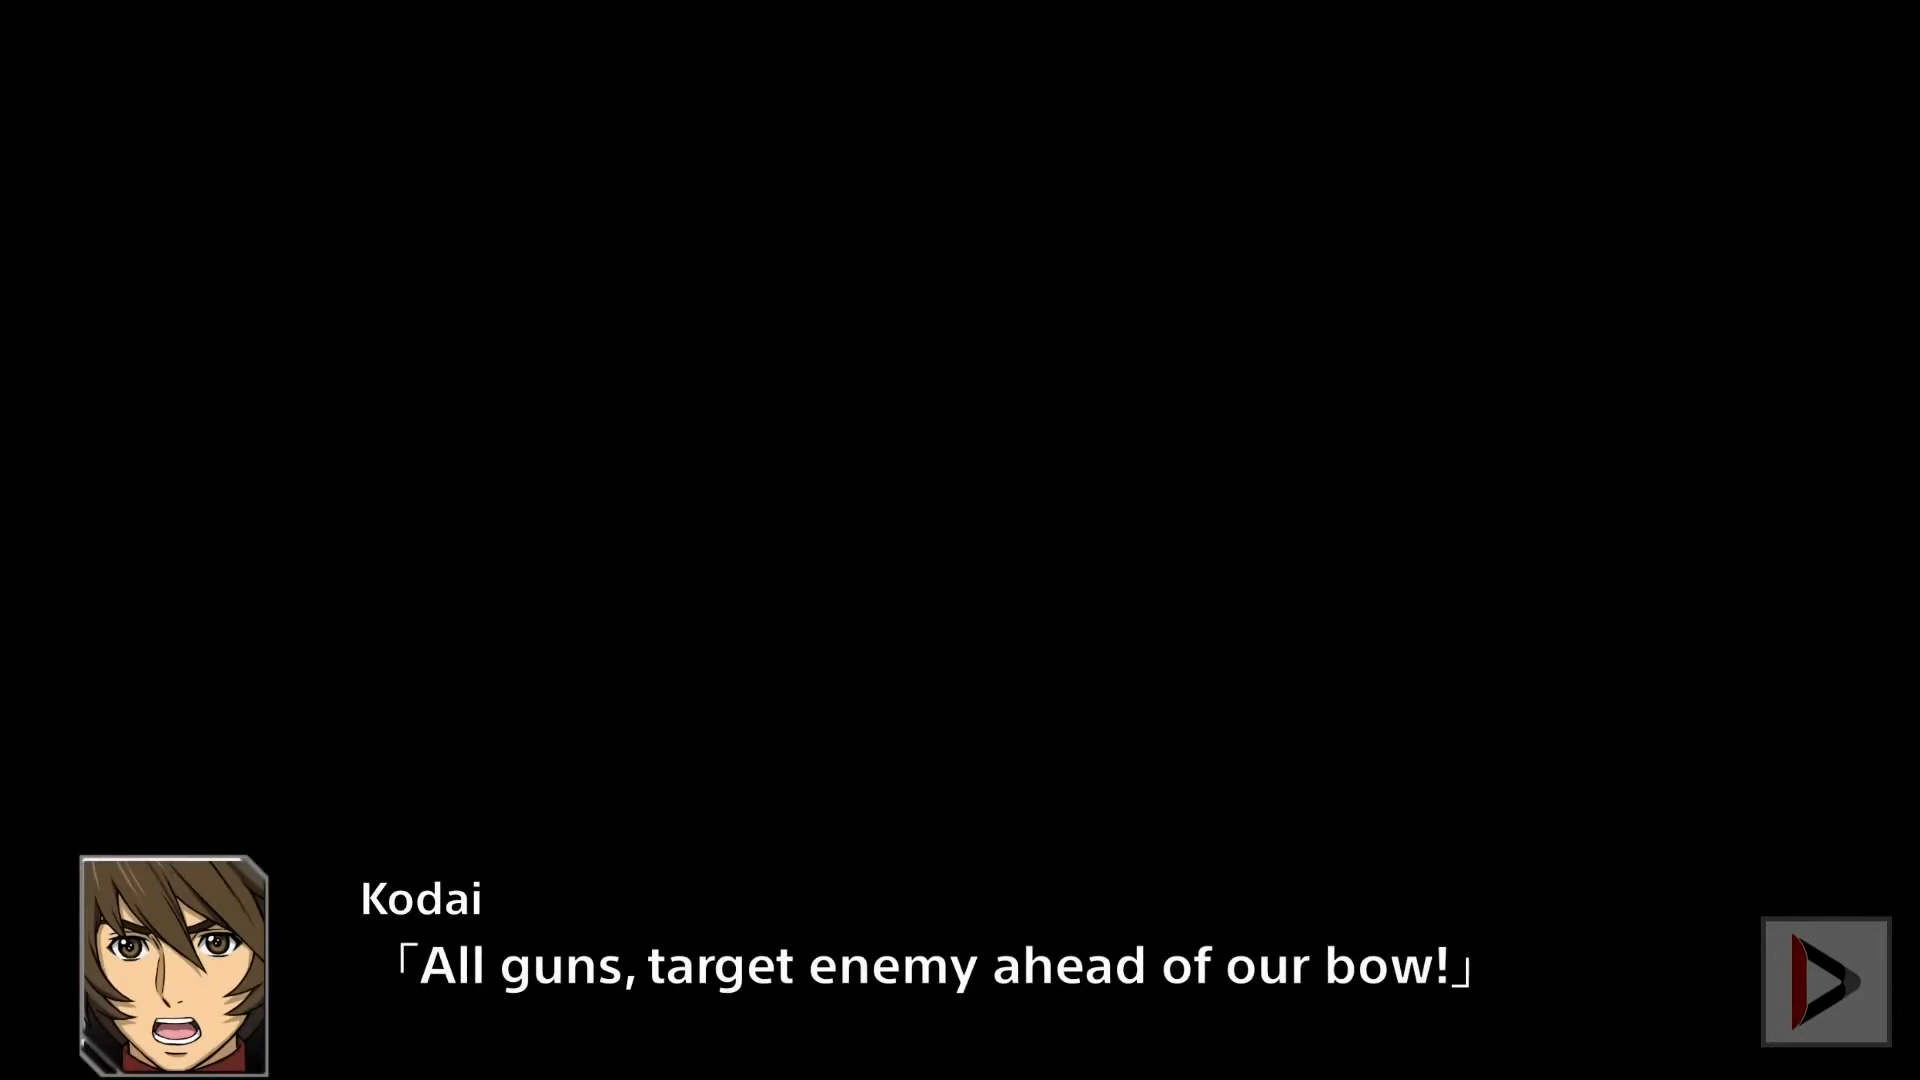 Kodai
「All guns, target enemy ahead of our bow!」